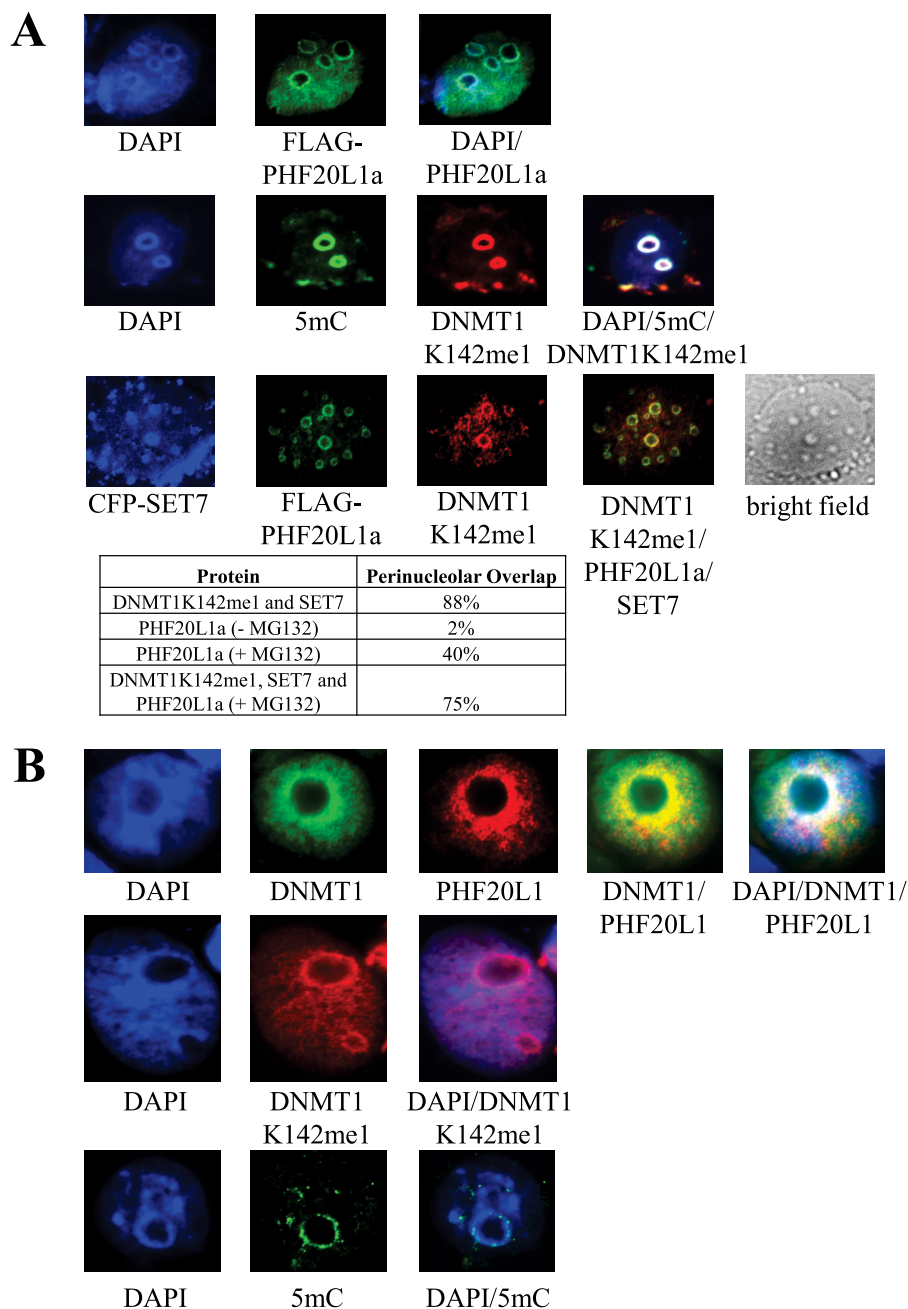 A
DAPI
FLAG-
PHF20L1a
DAPI/
PHF20L1a
DAPI
5mC
DNMT1
K142me1
DAPI/5mC/
DNMT1K142me1
CFP-SET7
FLAG-
PHF20L1a
DNMT1
K142me1
DNMT1
K142me1/
PHF20L1a/
SET7
bright field
Protein Perinucleolar Overlap
DNMT1K142me1 and SET7 88%
PHF20L1a (- MG132) 2%
PHF20L1a (+ MG132) 40%
DNMT1K142me1, SET7 and
PHF20L1a (+ MG132) 75%
B
DAPI
DNMT1
PHF20L1
DNMT1/
PHF20L1
DAPI/DNMT1/
PHF20L1
DAPI
DNMT1
K142me1
DAPI/DNMT1
K142me1
DAPI
5mC
DAPI/5mC